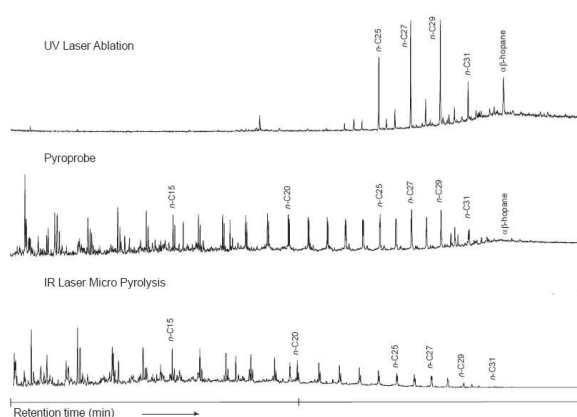 UV Laser Ablation
n-C25
n-C27
n-C29
n-C31
αβ-hopane
Pyroprobe
n-C15
n-C20
n-C25
n-C27
n-C29
n-C31
αβ-hopane
IR Laser Micro Pyrolysis
n-C15
n-C20
n-C25
n-C27
n-C29
n-C31
Retention time (min)